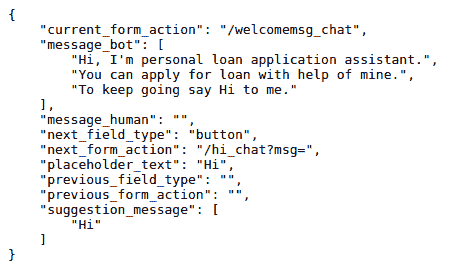 {
    "current_form_action": "/welcomemsg_chat",
    "message_bot": [
        "Hi, I'm personal loan application assistant.",
        "You can apply for loan with help of mine.",
        "To keep going say Hi to me."
    ],
    "message_human": "",
    "next_field_type": "button",
    "next_form_action": "/hi_chat?msg=",
    "placeholder_text": "Hi",
    "previous_field_type": "",
    "previous_form_action": "",
    "suggestion_message": [
        "Hi"
    ]
}